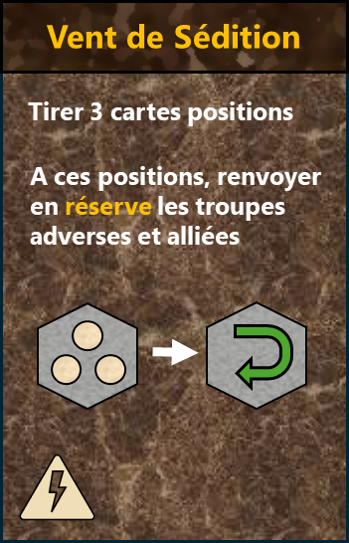 Vent de Sédition
Tirer 3 cartes positions
A ces positions, renvoyer
en réserve les troupes
adverses et alliées